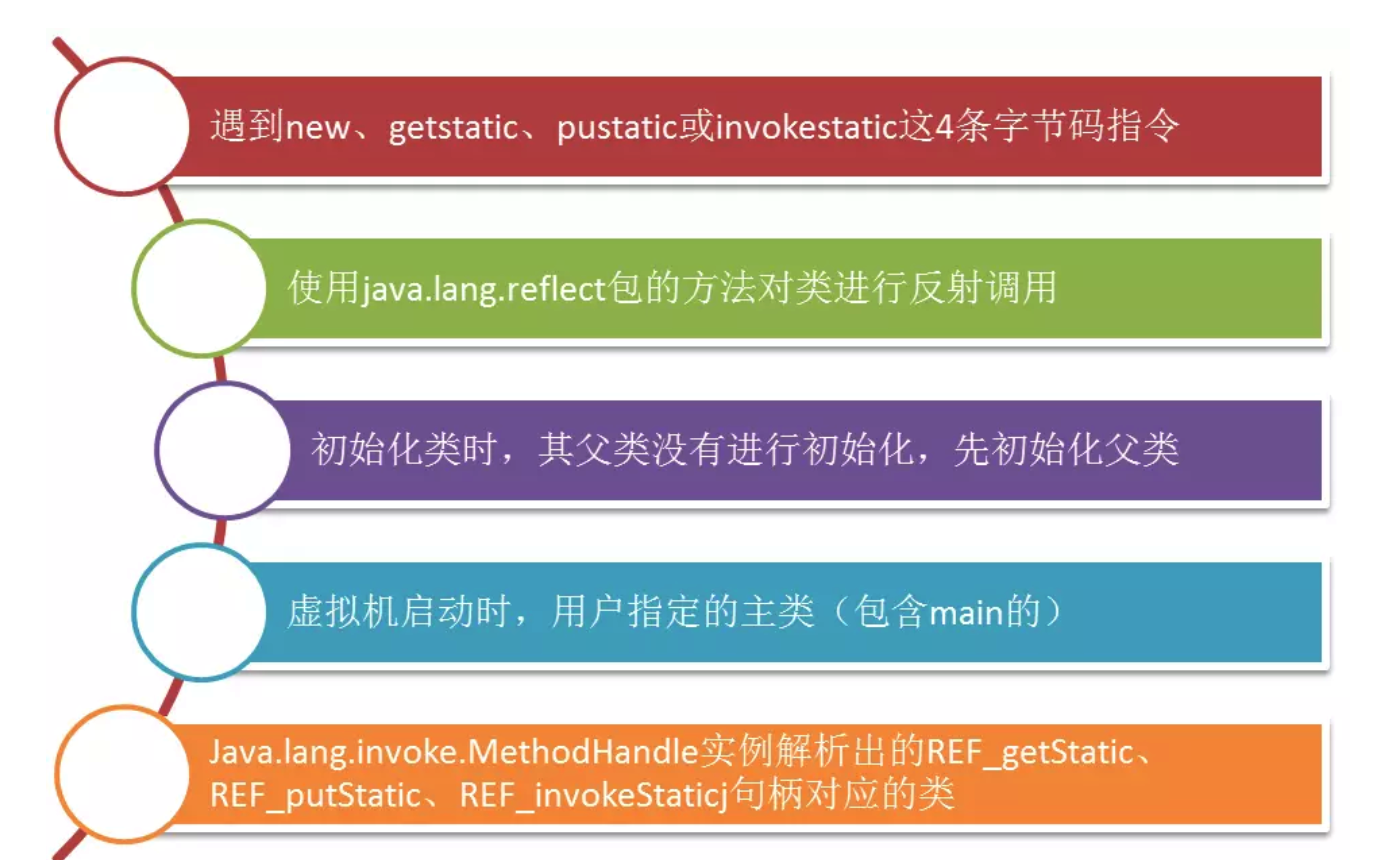 遇到new、getstatic、pustatic或invokestatic这4条字节码指令
使用java.lang.reflect包的方法对类进行反射调用
初始化类时，其父类没有进行初始化，先初始化父类
虚拟机启动时，用户指定的主类（包含main的）
Java.lang.invoke.MethodHandle实例解析出的REF_getStatic、
REF_putStatic、REF_invokeStaticj句柄对应的类